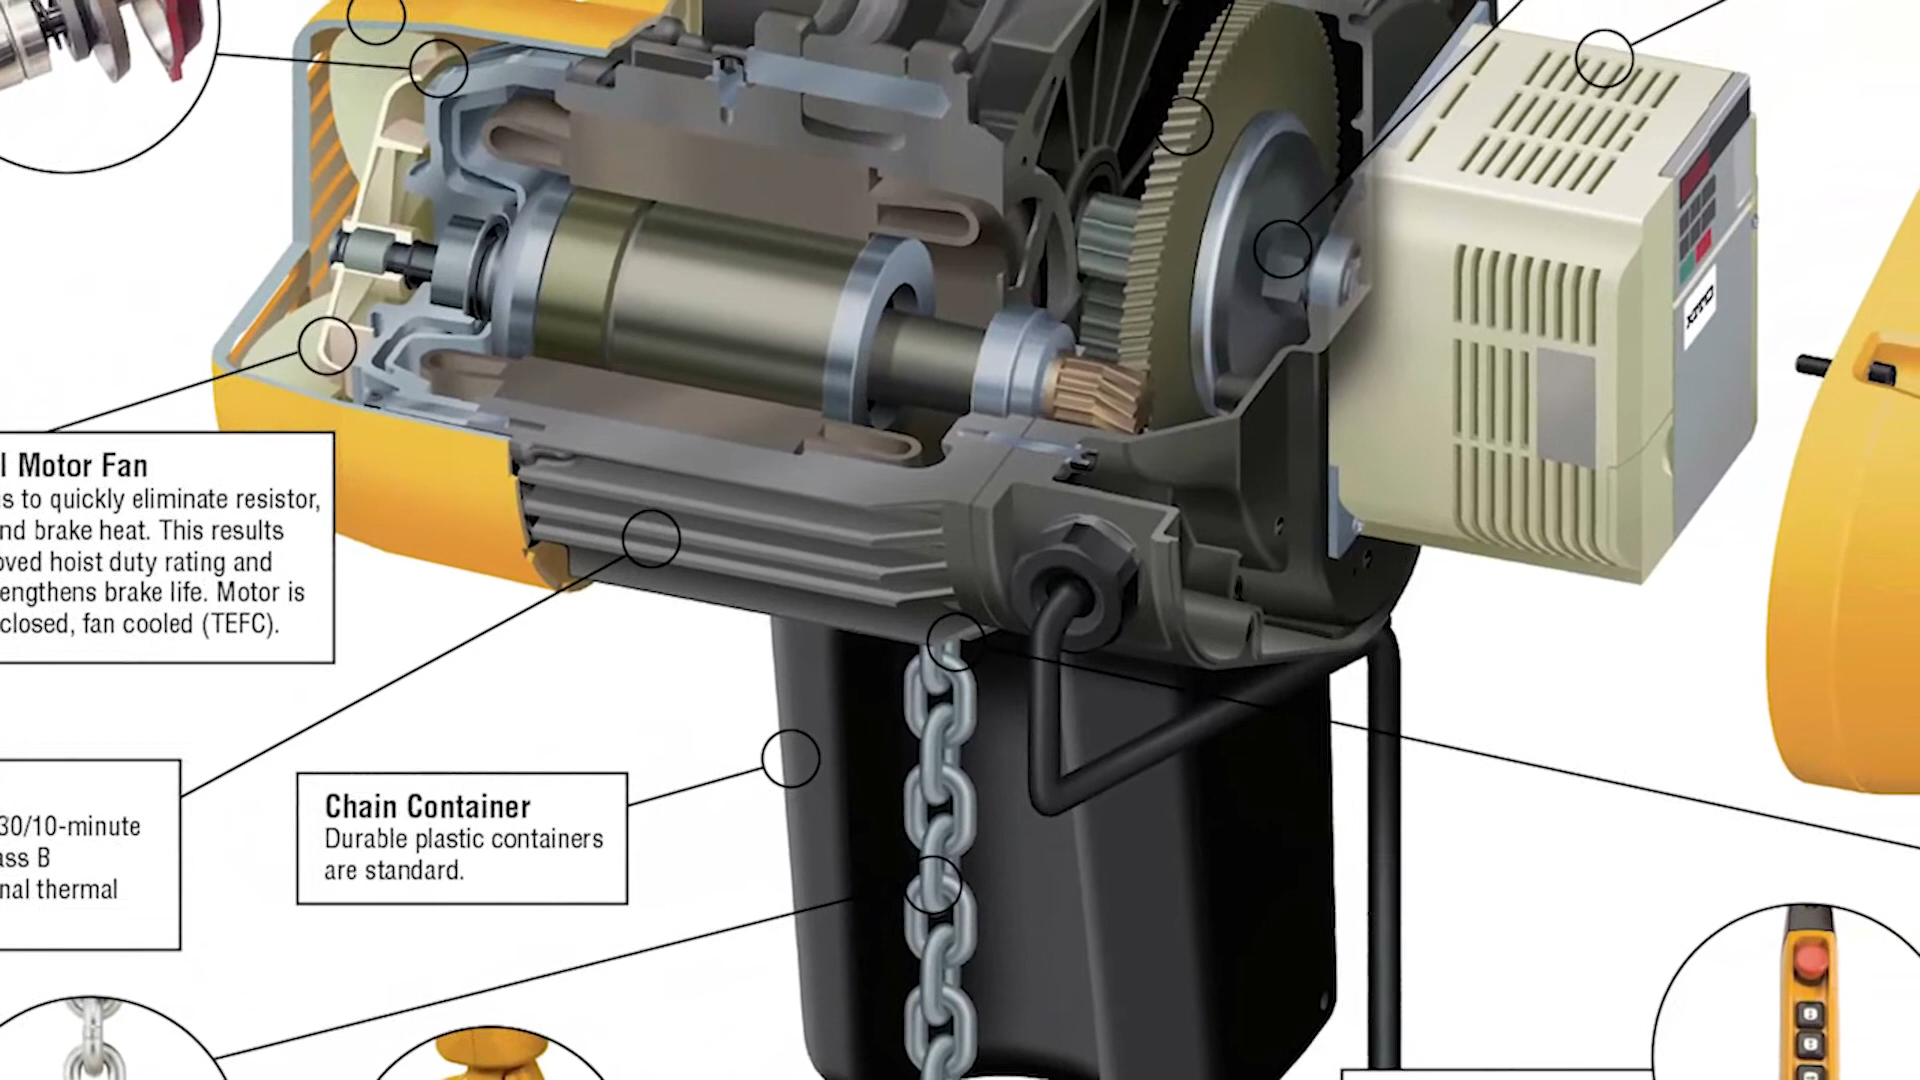 l Motor Fan
s to quickly eliminate resistor,
nd brake heat. This results
oved hoist duty rating and
engthens brake life. Motor is
closed, fan cooled (TEFC).
30/10-minute
ass B
nal thermal
Chain Container
Durable plastic containers
are standard.